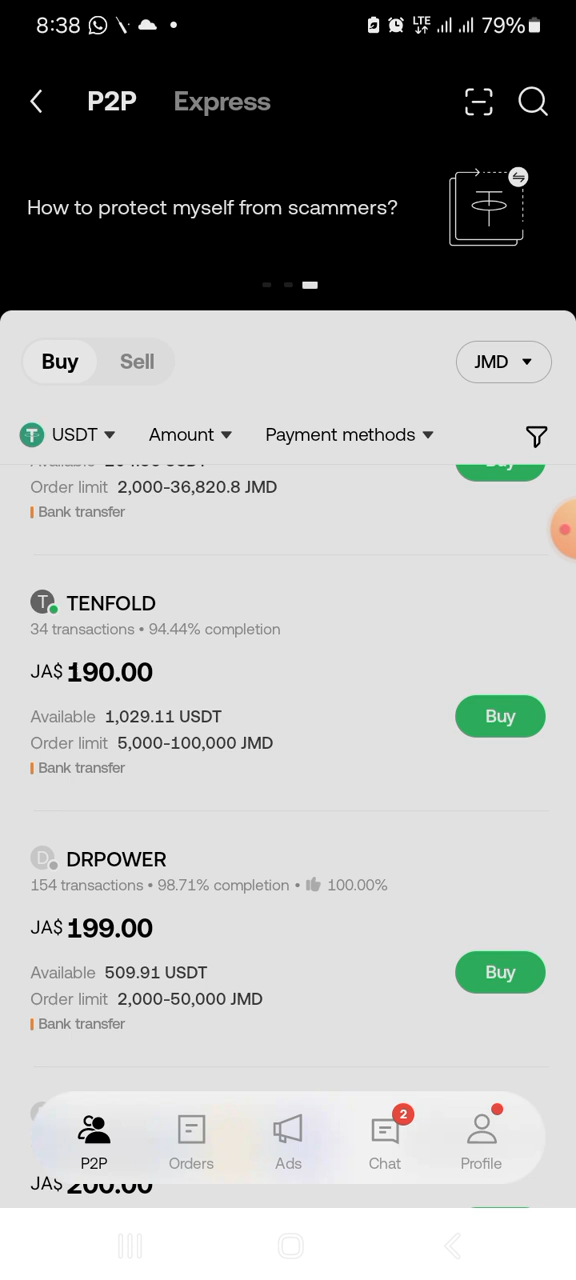 8:38 LTE 79%
P2P Express
How to protect myself from scammers?
Buy Sell JMD
USDT Amount Payment methods
Buy
Order limit 2,000-36,820.8 JMD
Bank transfer
T TENFOLD
34 transactions • 94.44% completion
JA$ 190.00
Available 1,029.11 USDT
Buy
Order limit 5,000-100,000 JMD
Bank transfer
D DRPOWER
154 transactions • 98.71% completion • 100.00%
JA$ 199.00
Available 509.91 USDT
Buy
Order limit 2,000-50,000 JMD
Bank transfer
2
P2P Orders Ads Chat Profile
JA$ 200.00